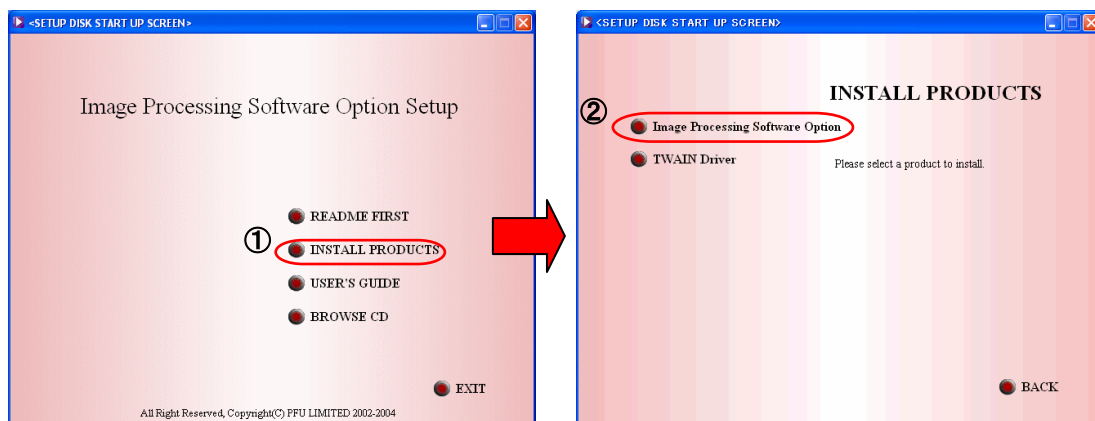 <SETUP DISK START UP SCREEN>
Image Processing Software Option Setup
README FIRST
① INSTALL PRODUCTS
USER'S GUIDE
BROWSE CD
EXIT
All Right Reserved, Copyright(C) PFU LIMITED 2002-2004
<SETUP DISK START UP SCREEN>
INSTALL PRODUCTS
② Image Processing Software Option
TWAIN Driver
Please select a product to install.
BACK